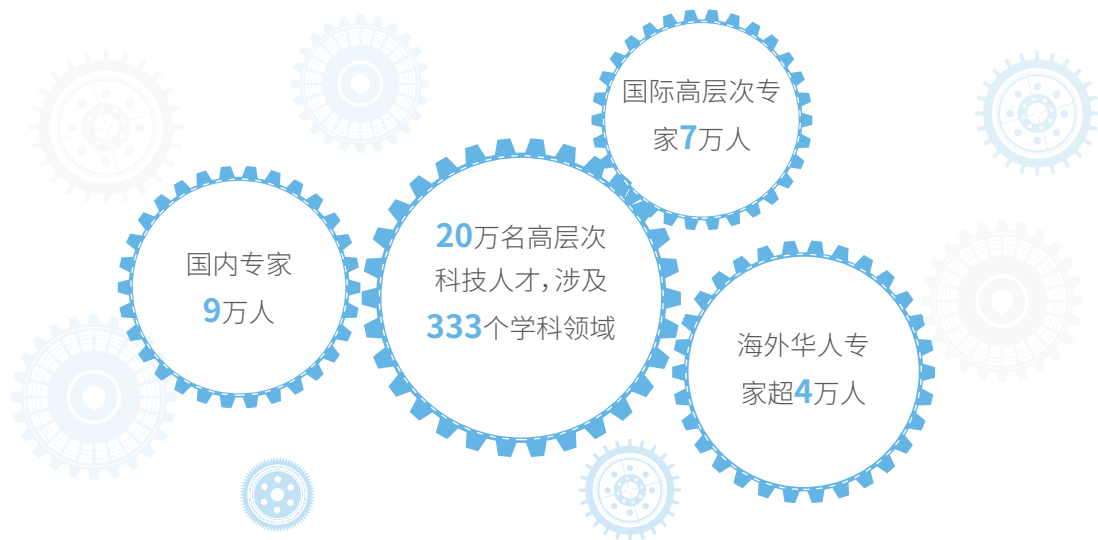 国际高层次专
家7万人
20万名高层次
科技人才，涉及
333个学科领域
国内专家
9万人
海外华人专
家超4万人